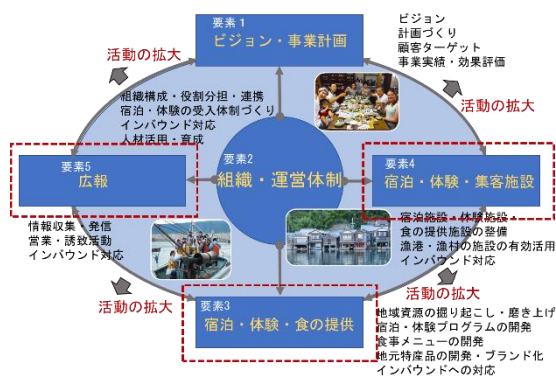 要素1
ビジョン・事業計画
ビジョン
計画づくり
顧客ターゲット
事業実績・効果評価
活動の拡大
活動の拡大
組織構成・役割分担・連携
宿泊・体験の受入体制づくり
インバウンド対応
人材活用・育成
要素2
組織・運営体制
要素5
広報
要素4
宿泊・体験・集客施設
情報収集・発信
営業・誘致活動
インバウンド対応
宿泊施設・体験施設・
食の提供施設の整備
漁港・漁村の施設の有効活用
インバウンド対応
活動の拡大
活動の拡大
要素3
宿泊・体験・食の提供
地域資源の掘り起こし・磨き上げ
宿泊・体験プログラムの開発
食事メニューの開発
地元特産品の開発・ブランド化
インバウンドへの対応